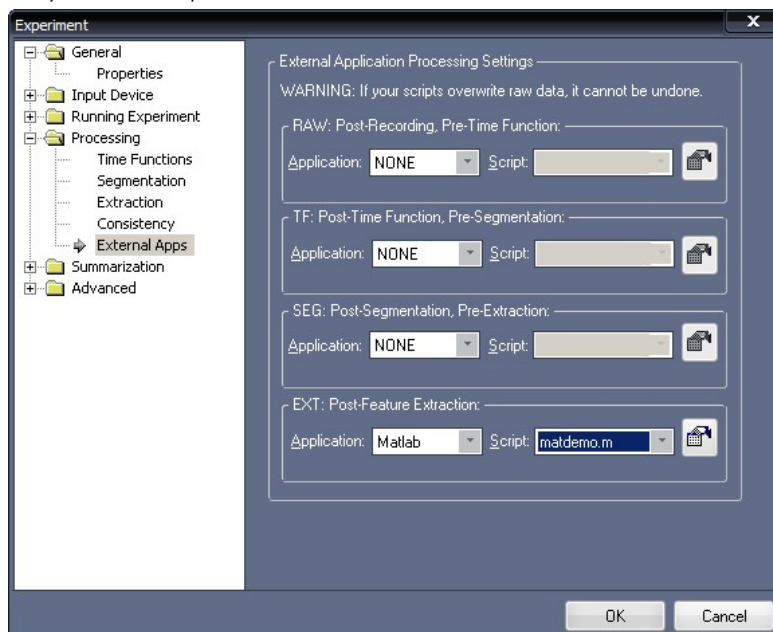 Experiment
x
General
Properties
Input Device
Running Experiment
Processing
Time Functions
Segmentation
Extraction
Consistency
External Apps
Summarization
Advanced
External Application Processing Settings
WARNING: If your scripts overwrite raw data, it cannot be undone.
RAW: Post-Recording, Pre-Time Function:
Application: NONE Script:
TF: Post-Time Function, Pre-Segmentation:
Application: NONE Script:
SEG: Post-Segmentation, Pre-Extraction:
Application: NONE Script:
EXT: Post-Feature Extraction:
Application: Matlab Script: matdemo.m
OK Cancel